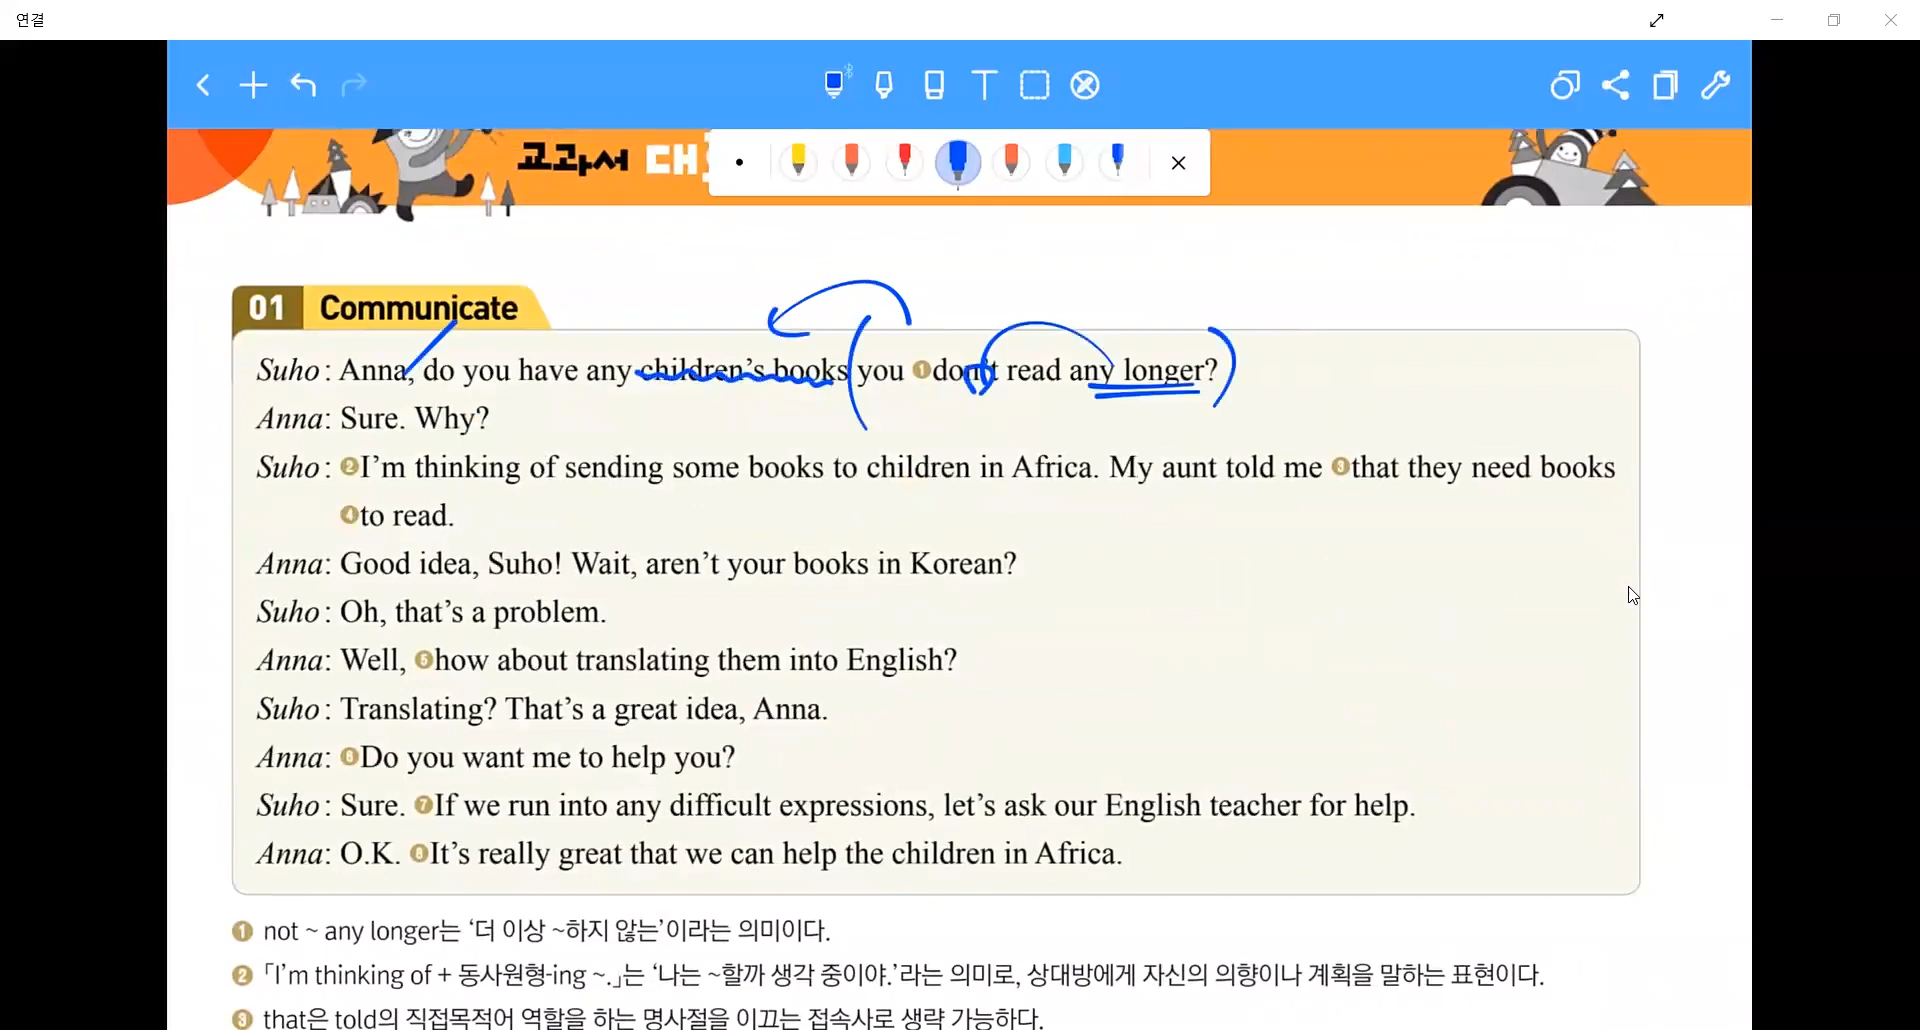 연결
교과서 대
01 Communicate
Suho: Anna, do you have any children's books you ❶don't read any longer?
Anna: Sure. Why?
Suho: ❷I'm thinking of sending some books to children in Africa. My aunt told me ❸that they need books
❹to read.
Anna: Good idea, Suho! Wait, aren't your books in Korean?
Suho: Oh, that's a problem.
Anna: Well, ❺how about translating them into English?
Suho: Translating? That's a great idea, Anna.
Anna: ❻Do you want me to help you?
Suho: Sure. ❼If we run into any difficult expressions, let's ask our English teacher for help.
Anna: O.K. ❽It's really great that we can help the children in Africa.
❶ not ~ any longer는 ‘더 이상 ~하지 않는’이라는 의미이다.
❷ 「I'm thinking of + 동사원형-ing ~.」는 ‘나는 ~할까 생각 중이야.’라는 의미로, 상대방에게 자신의 의향이나 계획을 말하는 표현이다.
❸ that은 told의 직접목적어 역할을 하는 명사절을 이끄는 접속사로 생략 가능하다.